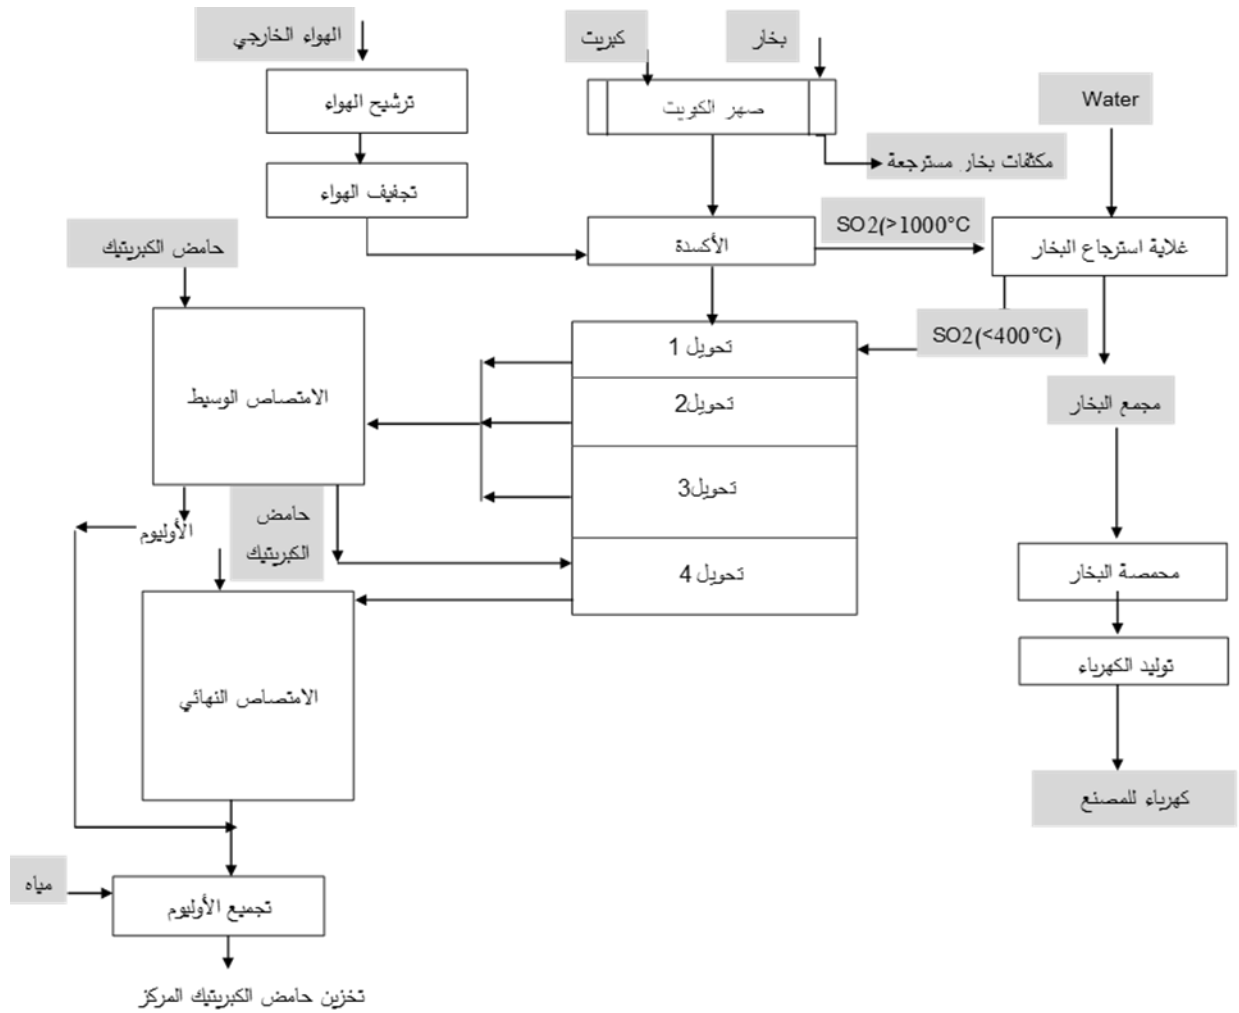 الهواء الخارجي
كبريت
بخار
ترشيح الهواء
صهر الكويت
Water
مكثفات بخار مسترجعة
تجفيف الهواء
SO2(>1000°C
حامض الكبريتيك
الأكسدة
غلاية استرجاع البخار
SO2(<400°C)
تحويل 1
الامتصاص الوسيط
تحويل2
مجمع البخار
تحويل3
حامض
الكبريتيك
الأوليوم
تحويل 4
محمصة البخار
توليد الكهرباء
الامتصاص النهائي
كهرباء للمصنع
مياه
تجميع الأوليوم
تخزين حامض الكبريتيك المركز